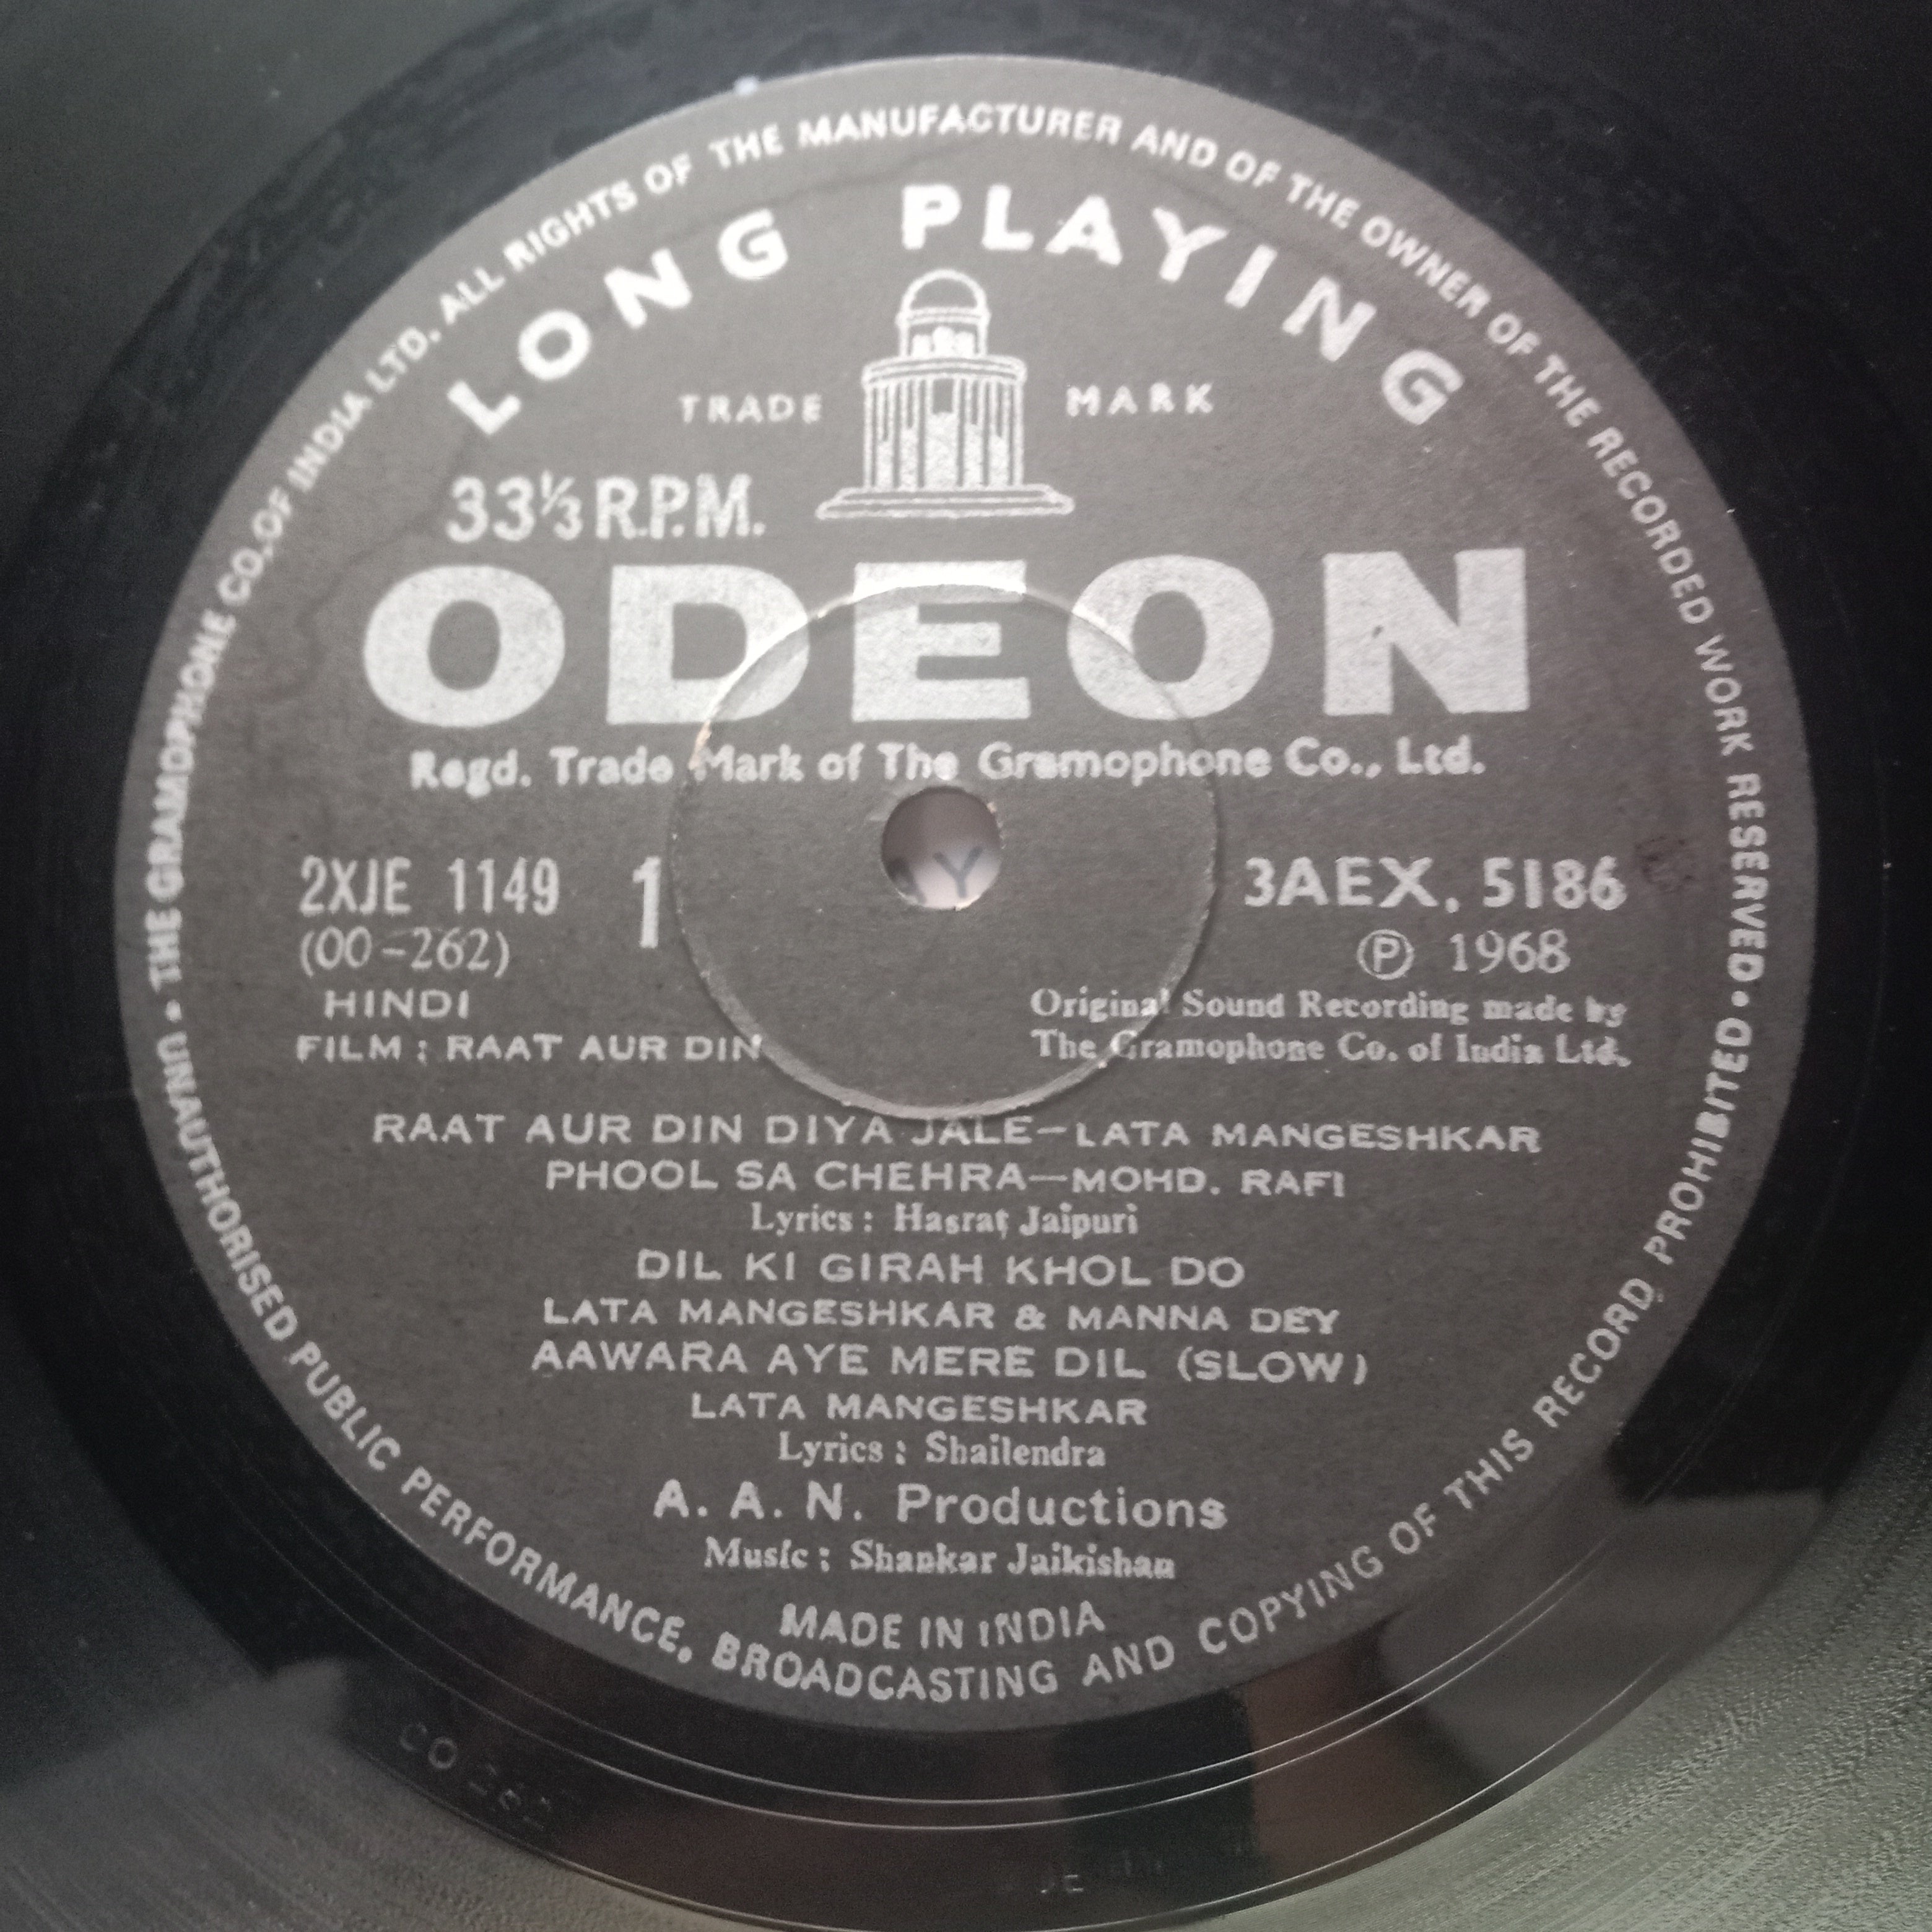 THE GRAMOPHONE CO. OF INDIA LTD. ALL RIGHTS OF THE MANUFACTURER AND OF THE OWNER OF THE RECORDED WORK RESERVED •
LONG PLAYING
TRADE MARK
33⅓ R.P.M.
ODEON
Regd. Trade Mark of The Gramophone Co., Ltd.
2XJE 1149 1 3AEX. 5186
(OO-262) Ⓟ 1968
HINDI Original Sound Recording made by
FILM : RAAT AUR DIN The Gramophone Co. of India Ltd.
RAAT AUR DIN DIYA JALE—LATA MANGESHKAR
PHOOL SA CHEHRA—MOHD. RAFI
Lyrics : Hasrat Jaipuri
DIL KI GIRAH KHOL DO
LATA MANGESHKAR & MANNA DEY
AAWARA AYE MERE DIL (SLOW)
LATA MANGESHKAR
Lyrics : Shailendra
A. A. N. Productions
Music : Shankar Jaikishan
MADE IN INDIA
• UNAUTHORISED PUBLIC PERFORMANCE, BROADCASTING AND COPYING OF THIS RECORD PROHIBITED